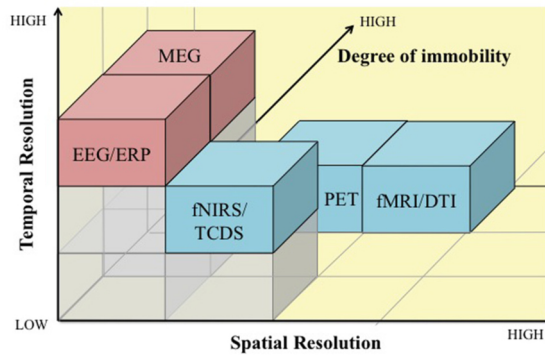 HIGH
HIGH
MEG
Degree of immobility
Temporal Resolution
EEG/ERP
fNIRS/
TCDS
PET
fMRI/DTI
LOW
HIGH
Spatial Resolution